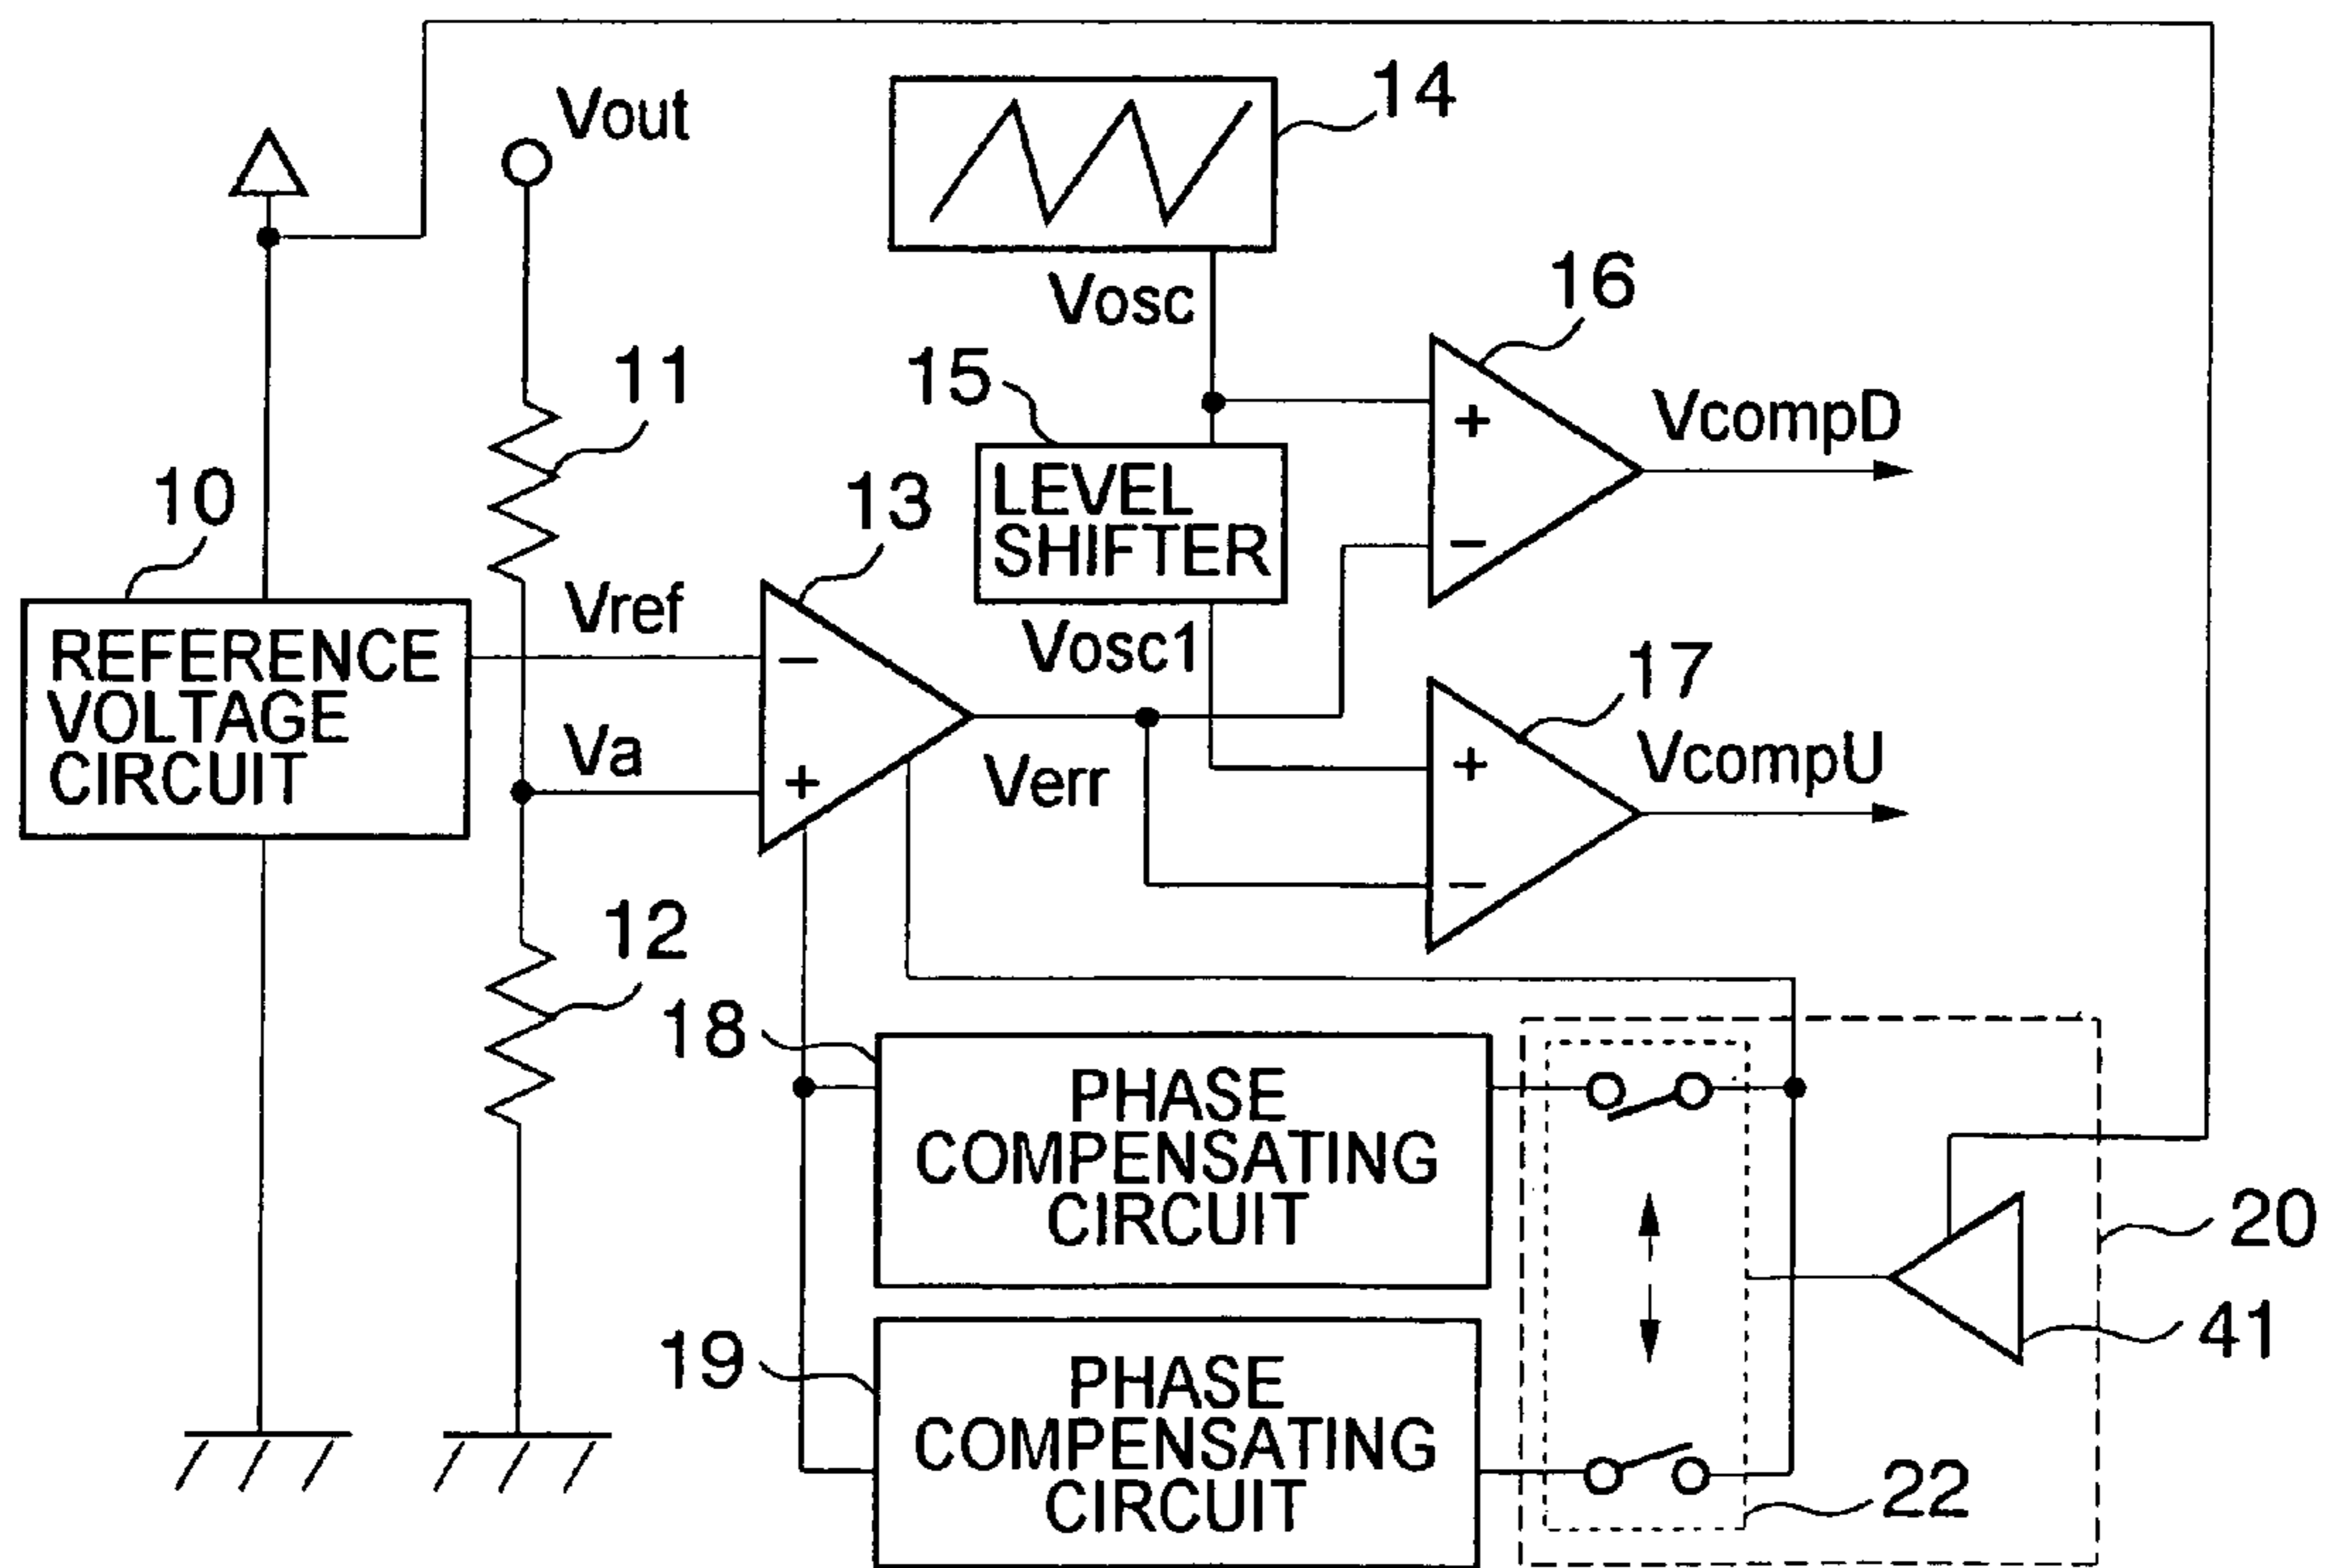 Vout
14
Vosc
16
11
15
VcompD
LEVEL
SHIFTER
10
13
Vref
Vosc1
17
REFERENCE
VOLTAGE
CIRCUIT
−
+
−
Va
+
Verr
+
−
VcompU
12
18
PHASE
COMPENSATING
CIRCUIT
20
41
19
PHASE
COMPENSATING
CIRCUIT
22